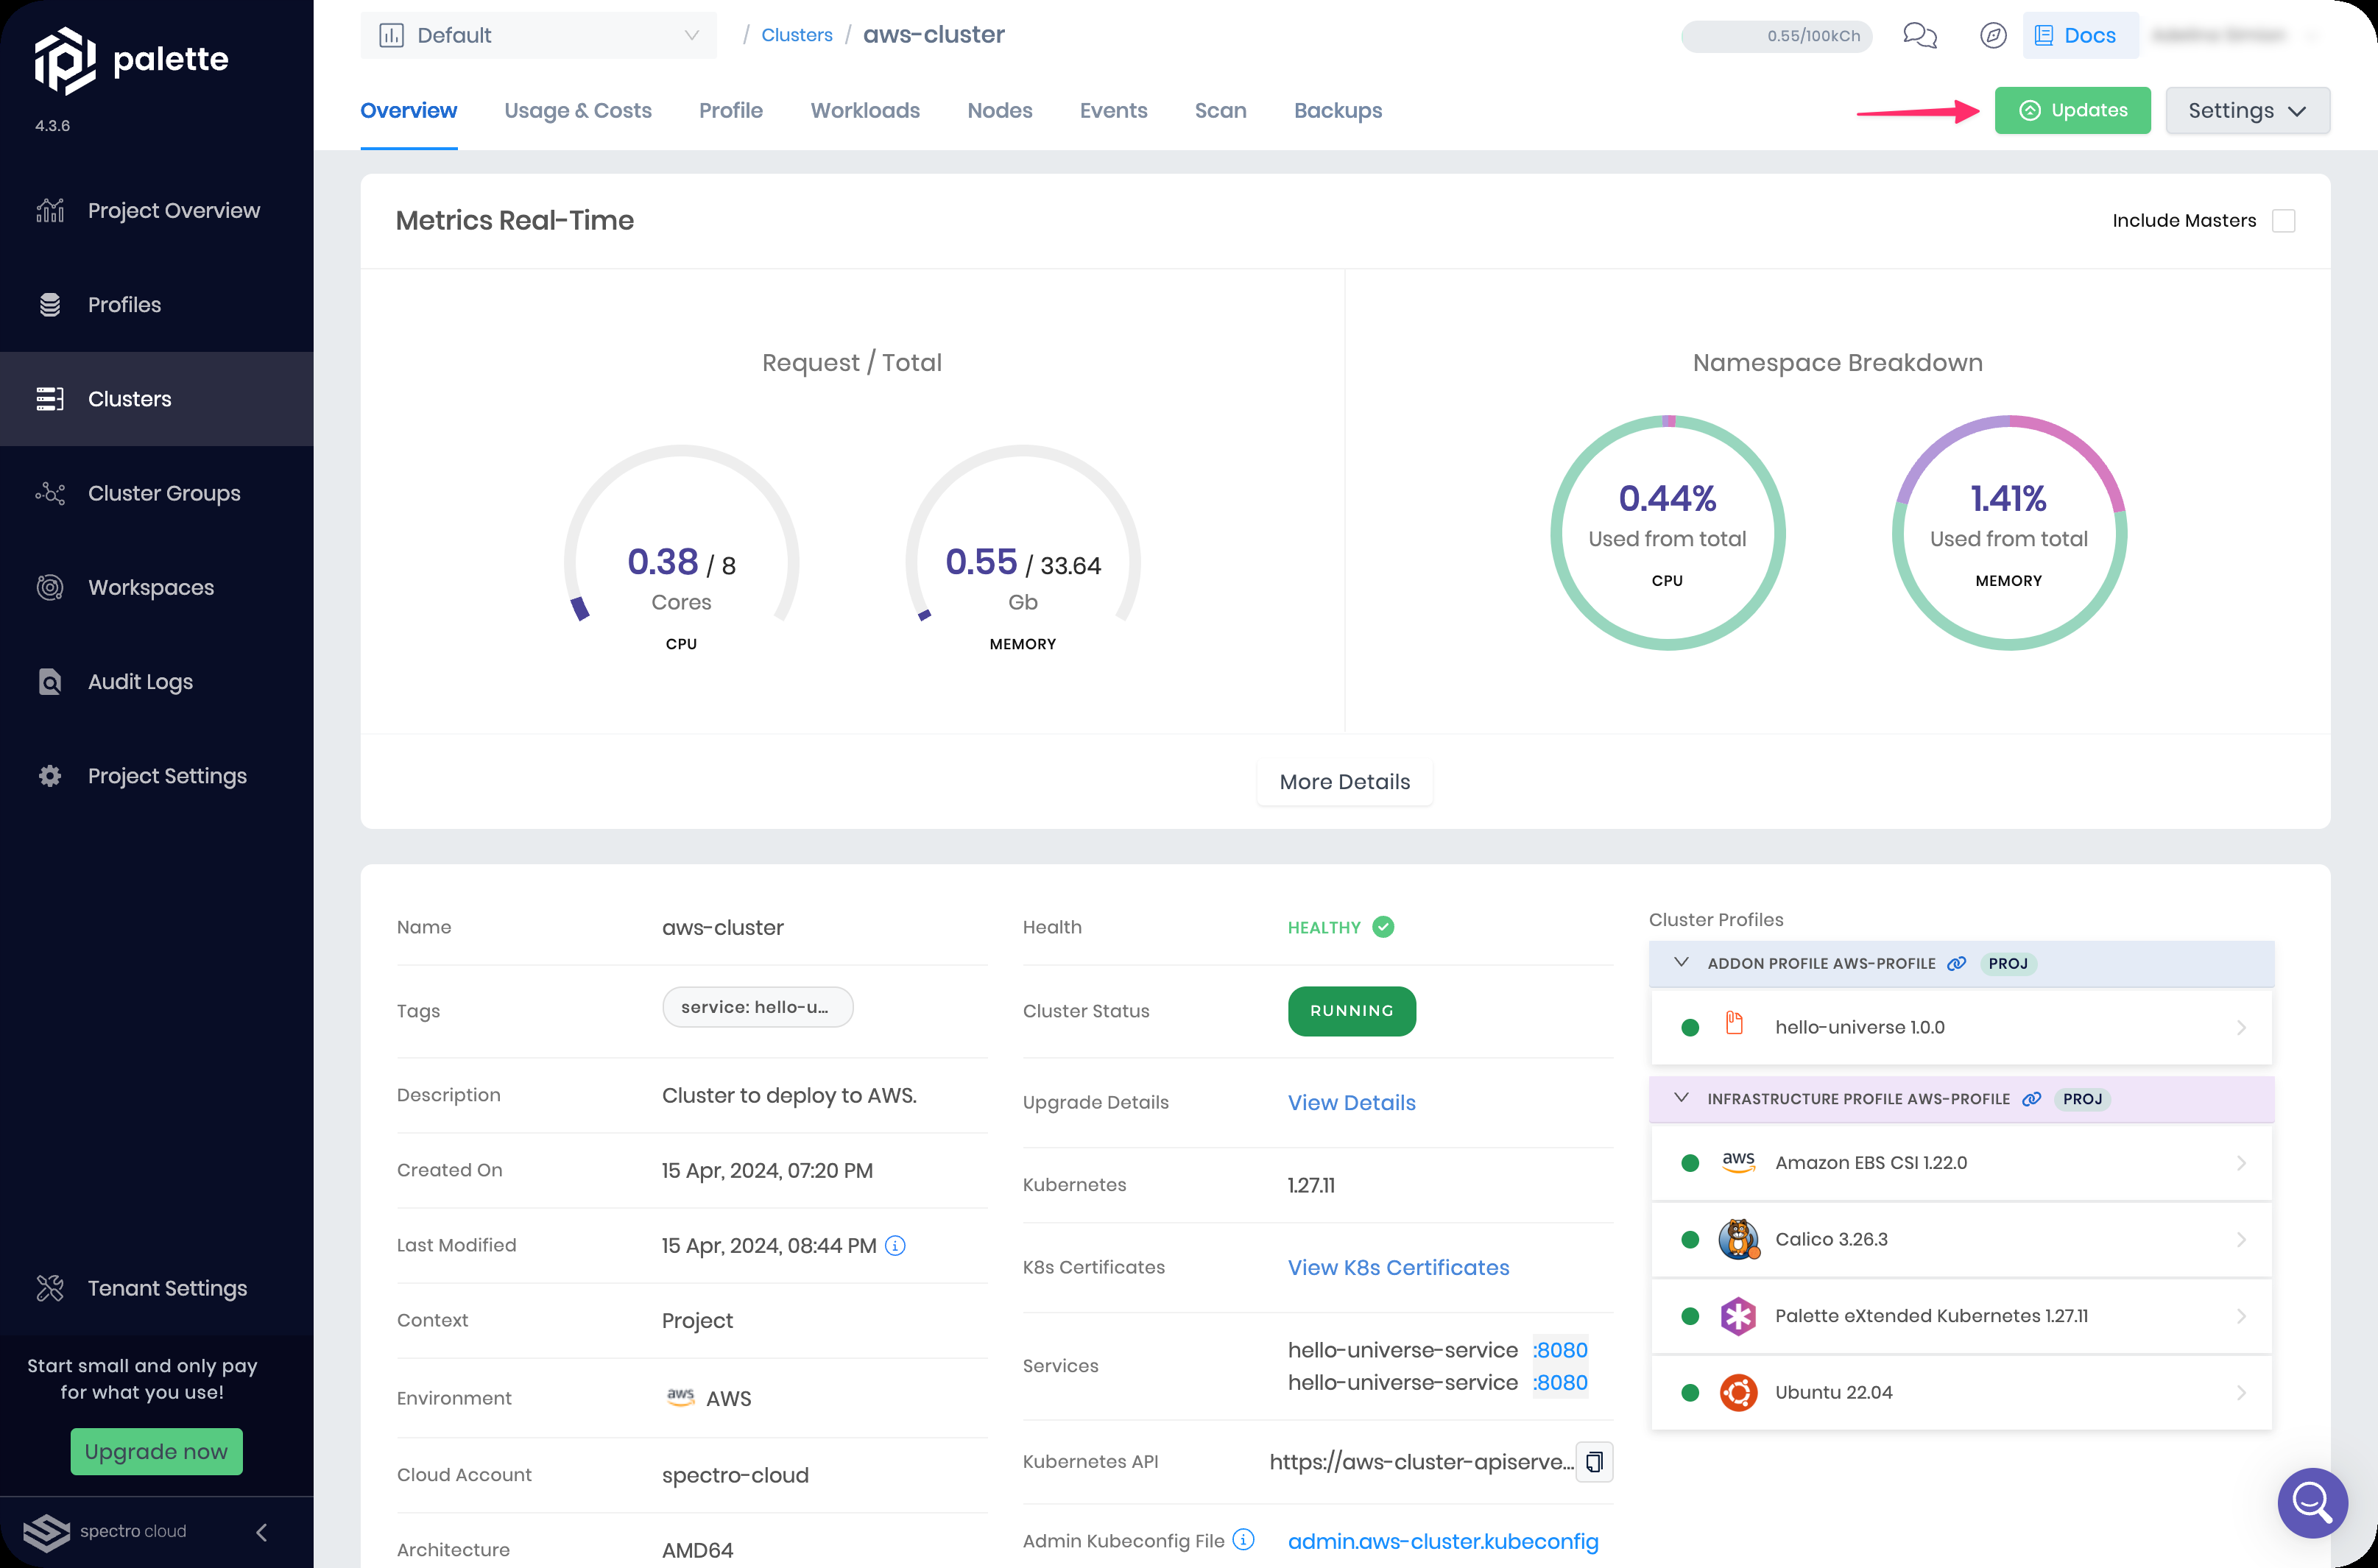 palette
4.3.6
Project Overview
Profiles
Clusters
Cluster Groups
Workspaces
Audit Logs
Project Settings
Tenant Settings
Start small and only pay
for what you use!
Upgrade now
spectro cloud
Default
/ Clusters / aws-cluster
0.55/100kCh
Docs
Overview
Usage & Costs
Profile
Workloads
Nodes
Events
Scan
Backups
Updates
Settings
Metrics Real-Time
Include Masters
Request / Total
0.38 / 8
Cores
CPU
0.55 / 33.64
Gb
MEMORY
Namespace Breakdown
0.44%
Used from total
CPU
1.41%
Used from total
MEMORY
More Details
Name aws-cluster
Tags service: hello-u...
Description Cluster to deploy to AWS.
Created On 15 Apr, 2024, 07:20 PM
Last Modified 15 Apr, 2024, 08:44 PM
Context Project
Environment aws AWS
Cloud Account spectro-cloud
Architecture AMD64
Health HEALTHY
Cluster Status RUNNING
Upgrade Details View Details
Kubernetes 1.27.11
K8s Certificates View K8s Certificates
Services hello-universe-service :8080
hello-universe-service :8080
Kubernetes API https://aws-cluster-apiserve...
Admin Kubeconfig File admin.aws-cluster.kubeconfig
Cluster Profiles
ADDON PROFILE AWS-PROFILE PROJ
hello-universe 1.0.0
INFRASTRUCTURE PROFILE AWS-PROFILE PROJ
aws Amazon EBS CSI 1.22.0
Calico 3.26.3
Palette eXtended Kubernetes 1.27.11
Ubuntu 22.04